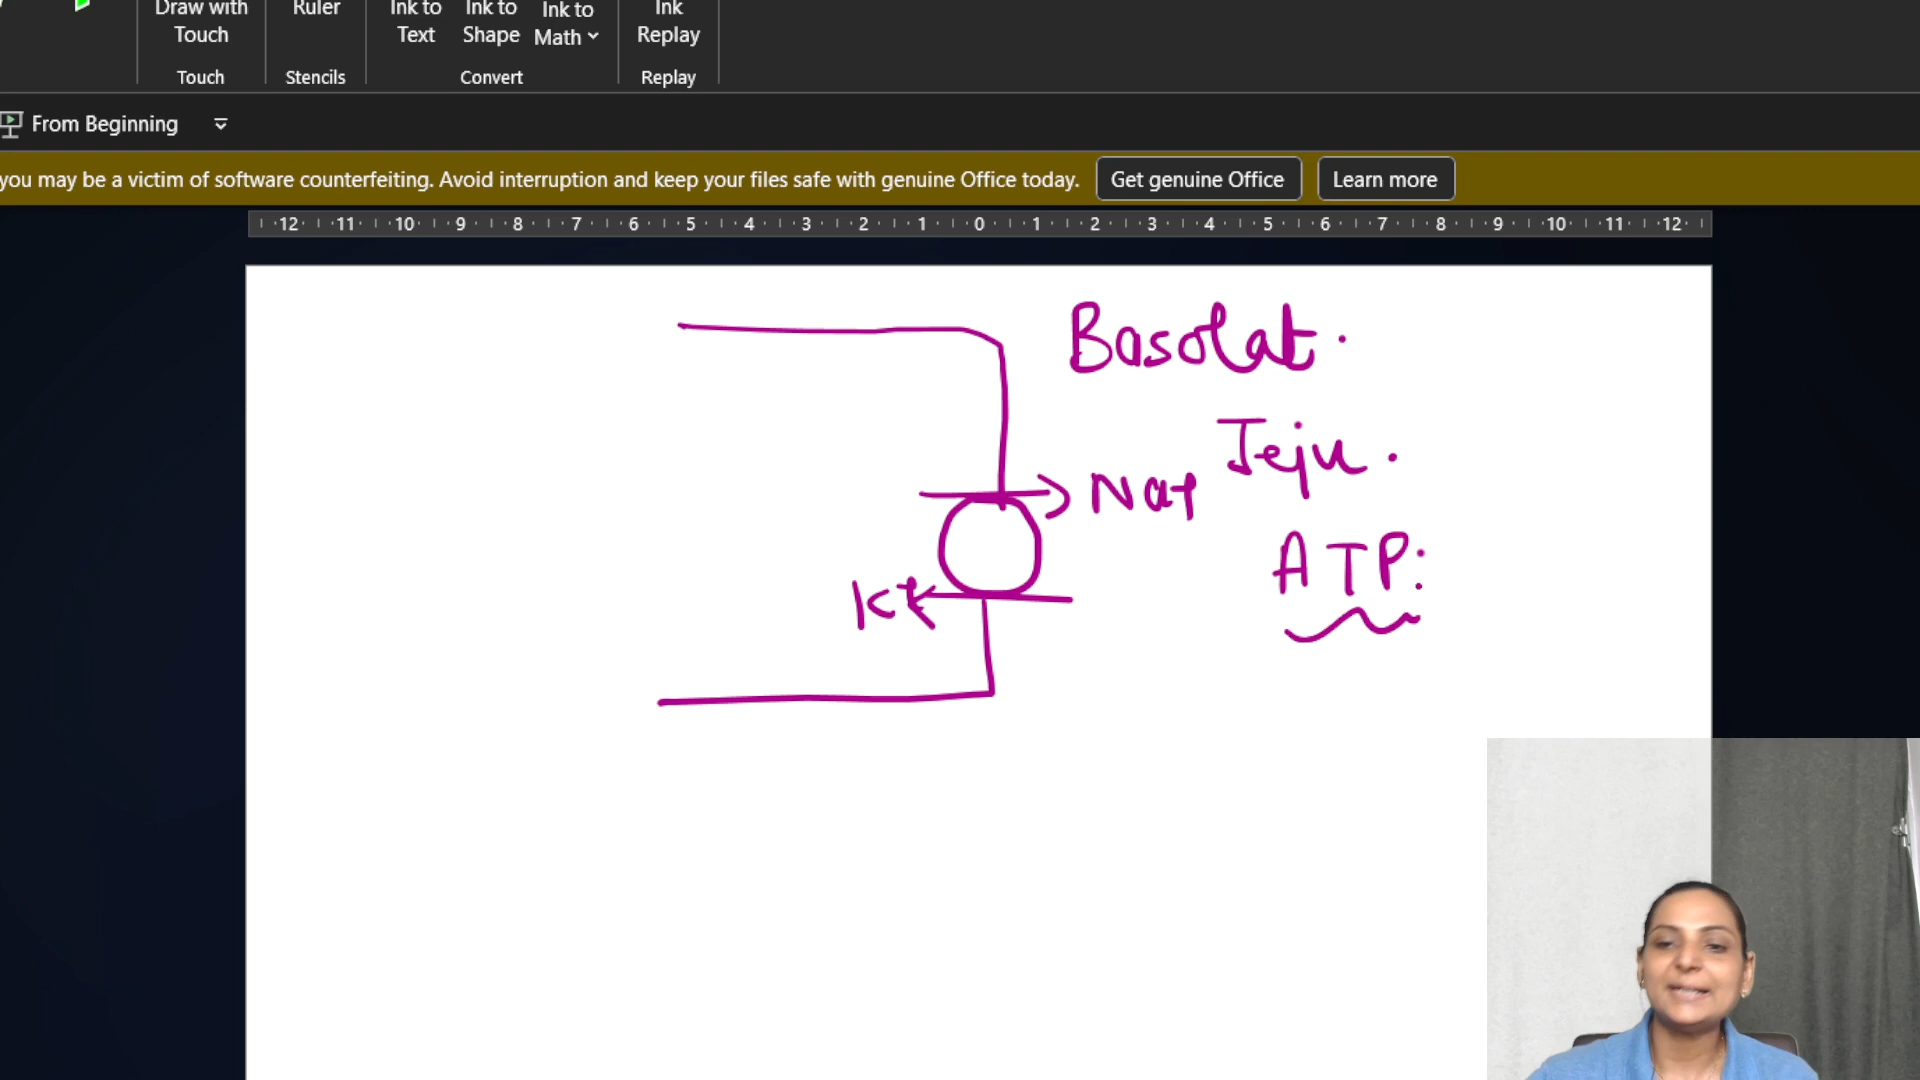 Draw with Touch
Ruler
Ink to Text
Ink to Shape
Ink to Math
Ink Replay
Touch
Stencils
Convert
Replay
From Beginning
you may be a victim of software counterfeiting. Avoid interruption and keep your files safe with genuine Office today. Get genuine Office Learn more
12 11 10 9 8 7 6 5 4 3 2 1 0 1 2 3 4 5 6 7 8 9 10 11 12
Basolat.
Jeju.
Na+
ATP:
K+